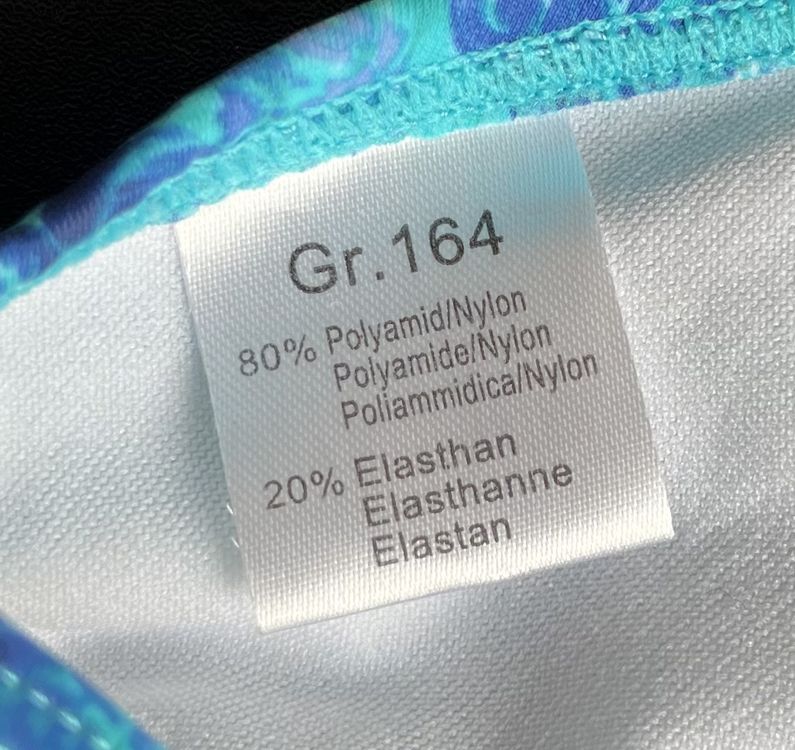 Gr.164
80% Polyamid/Nylon
Polyamide/Nylon
Poliammidica/Nylon
20% Elasthan
Elasthanne
Elastan